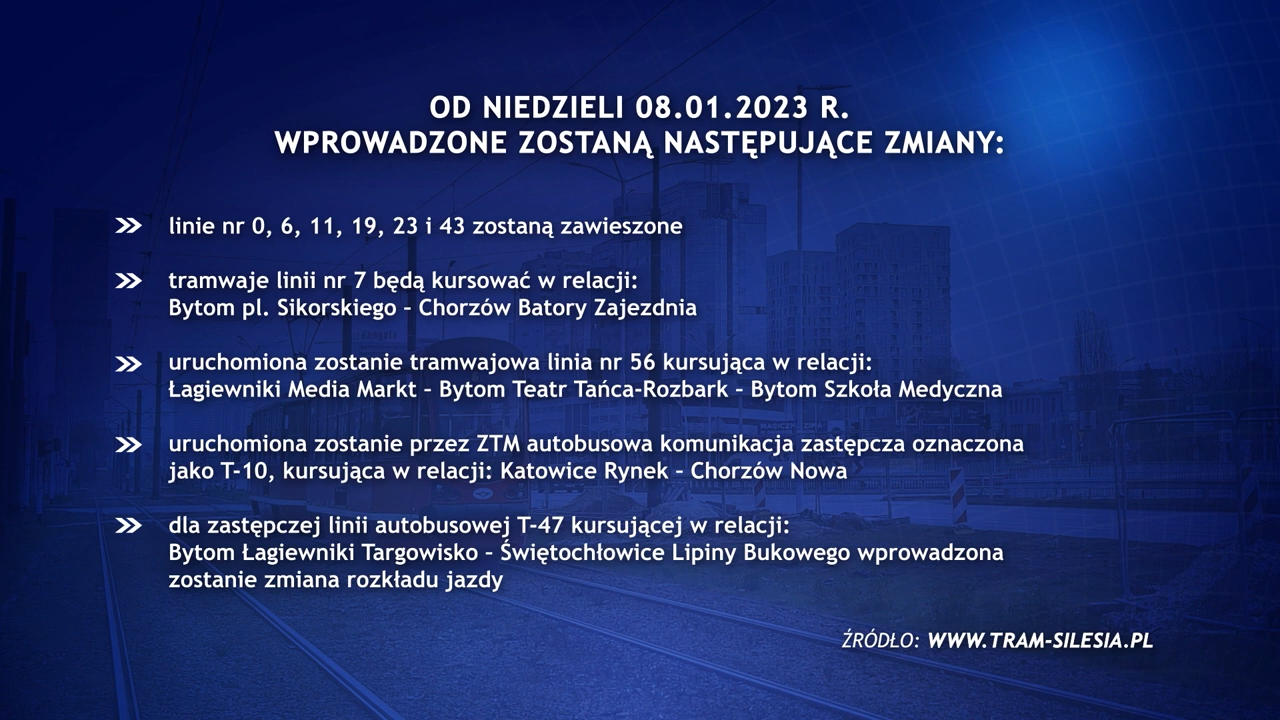 OD NIEDZIELI 08.01.2023 R.
WPROWADZONE ZOSTANĄ NASTĘPUJĄCE ZMIANY:
linie nr 0, 6, 11, 19, 23 i 43 zostaną zawieszone
tramwaje linii nr 7 będą kursować w relacji:
Bytom pl. Sikorskiego – Chorzów Batory Zajezdnia
uruchomiona zostanie tramwajowa linia nr 56 kursująca w relacji:
Łagiewniki Media Markt – Bytom Teatr Tańca-Rozbark – Bytom Szkoła Medyczna
uruchomiona zostanie przez ZTM autobusowa komunikacja zastępcza oznaczona
jako T-10, kursująca w relacji: Katowice Rynek – Chorzów Nowa
dla zastępczej linii autobusowej T-47 kursującej w relacji:
Bytom Łagiewniki Targowisko – Świętochłowice Lipiny Bukowego wprowadzona
zostanie zmiana rozkładu jazdy
ŹRÓDŁO: WWW.TRAM-SILESIA.PL